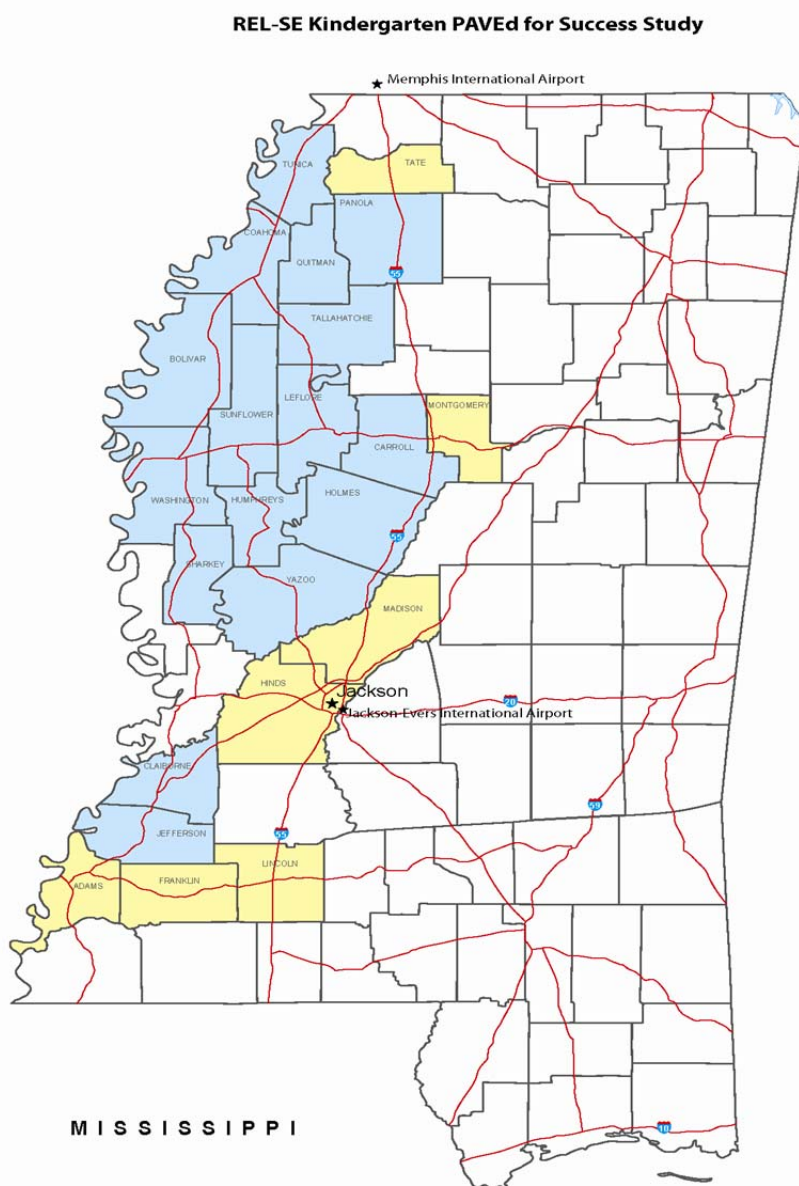 REL-SE Kindergarten PAVEd for Success Study
Memphis International Airport
TUNICA
TATE
PANOLA
COAHOMA
QUITMAN
55
TALLAHATCHIE
BOLIVAR
LEFLORE
SUNFLOWER
MONTGOMERY
CARROLL
HOLMES
WASHINGTON
HUMPHREYS
55
SHARKEY
YAZOO
MADISON
HINDS
Jackson
20
Jackson-Evers International Airport
CLAIBORNE
59
JEFFERSON
55
LINCOLN
FRANKLIN
ADAMS
MISSISSIPPI
10